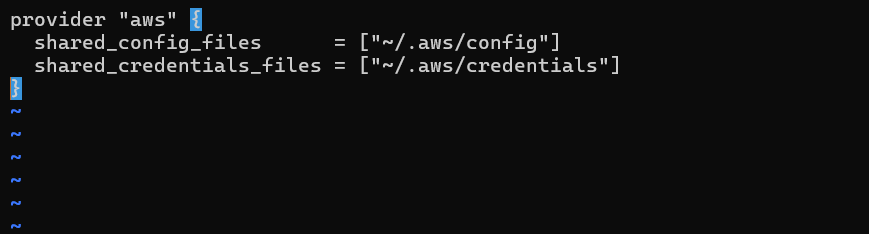 provider "aws" {
  shared_config_files      = ["~/.aws/config"]
  shared_credentials_files = ["~/.aws/credentials"]
}
~
~
~
~
~
~